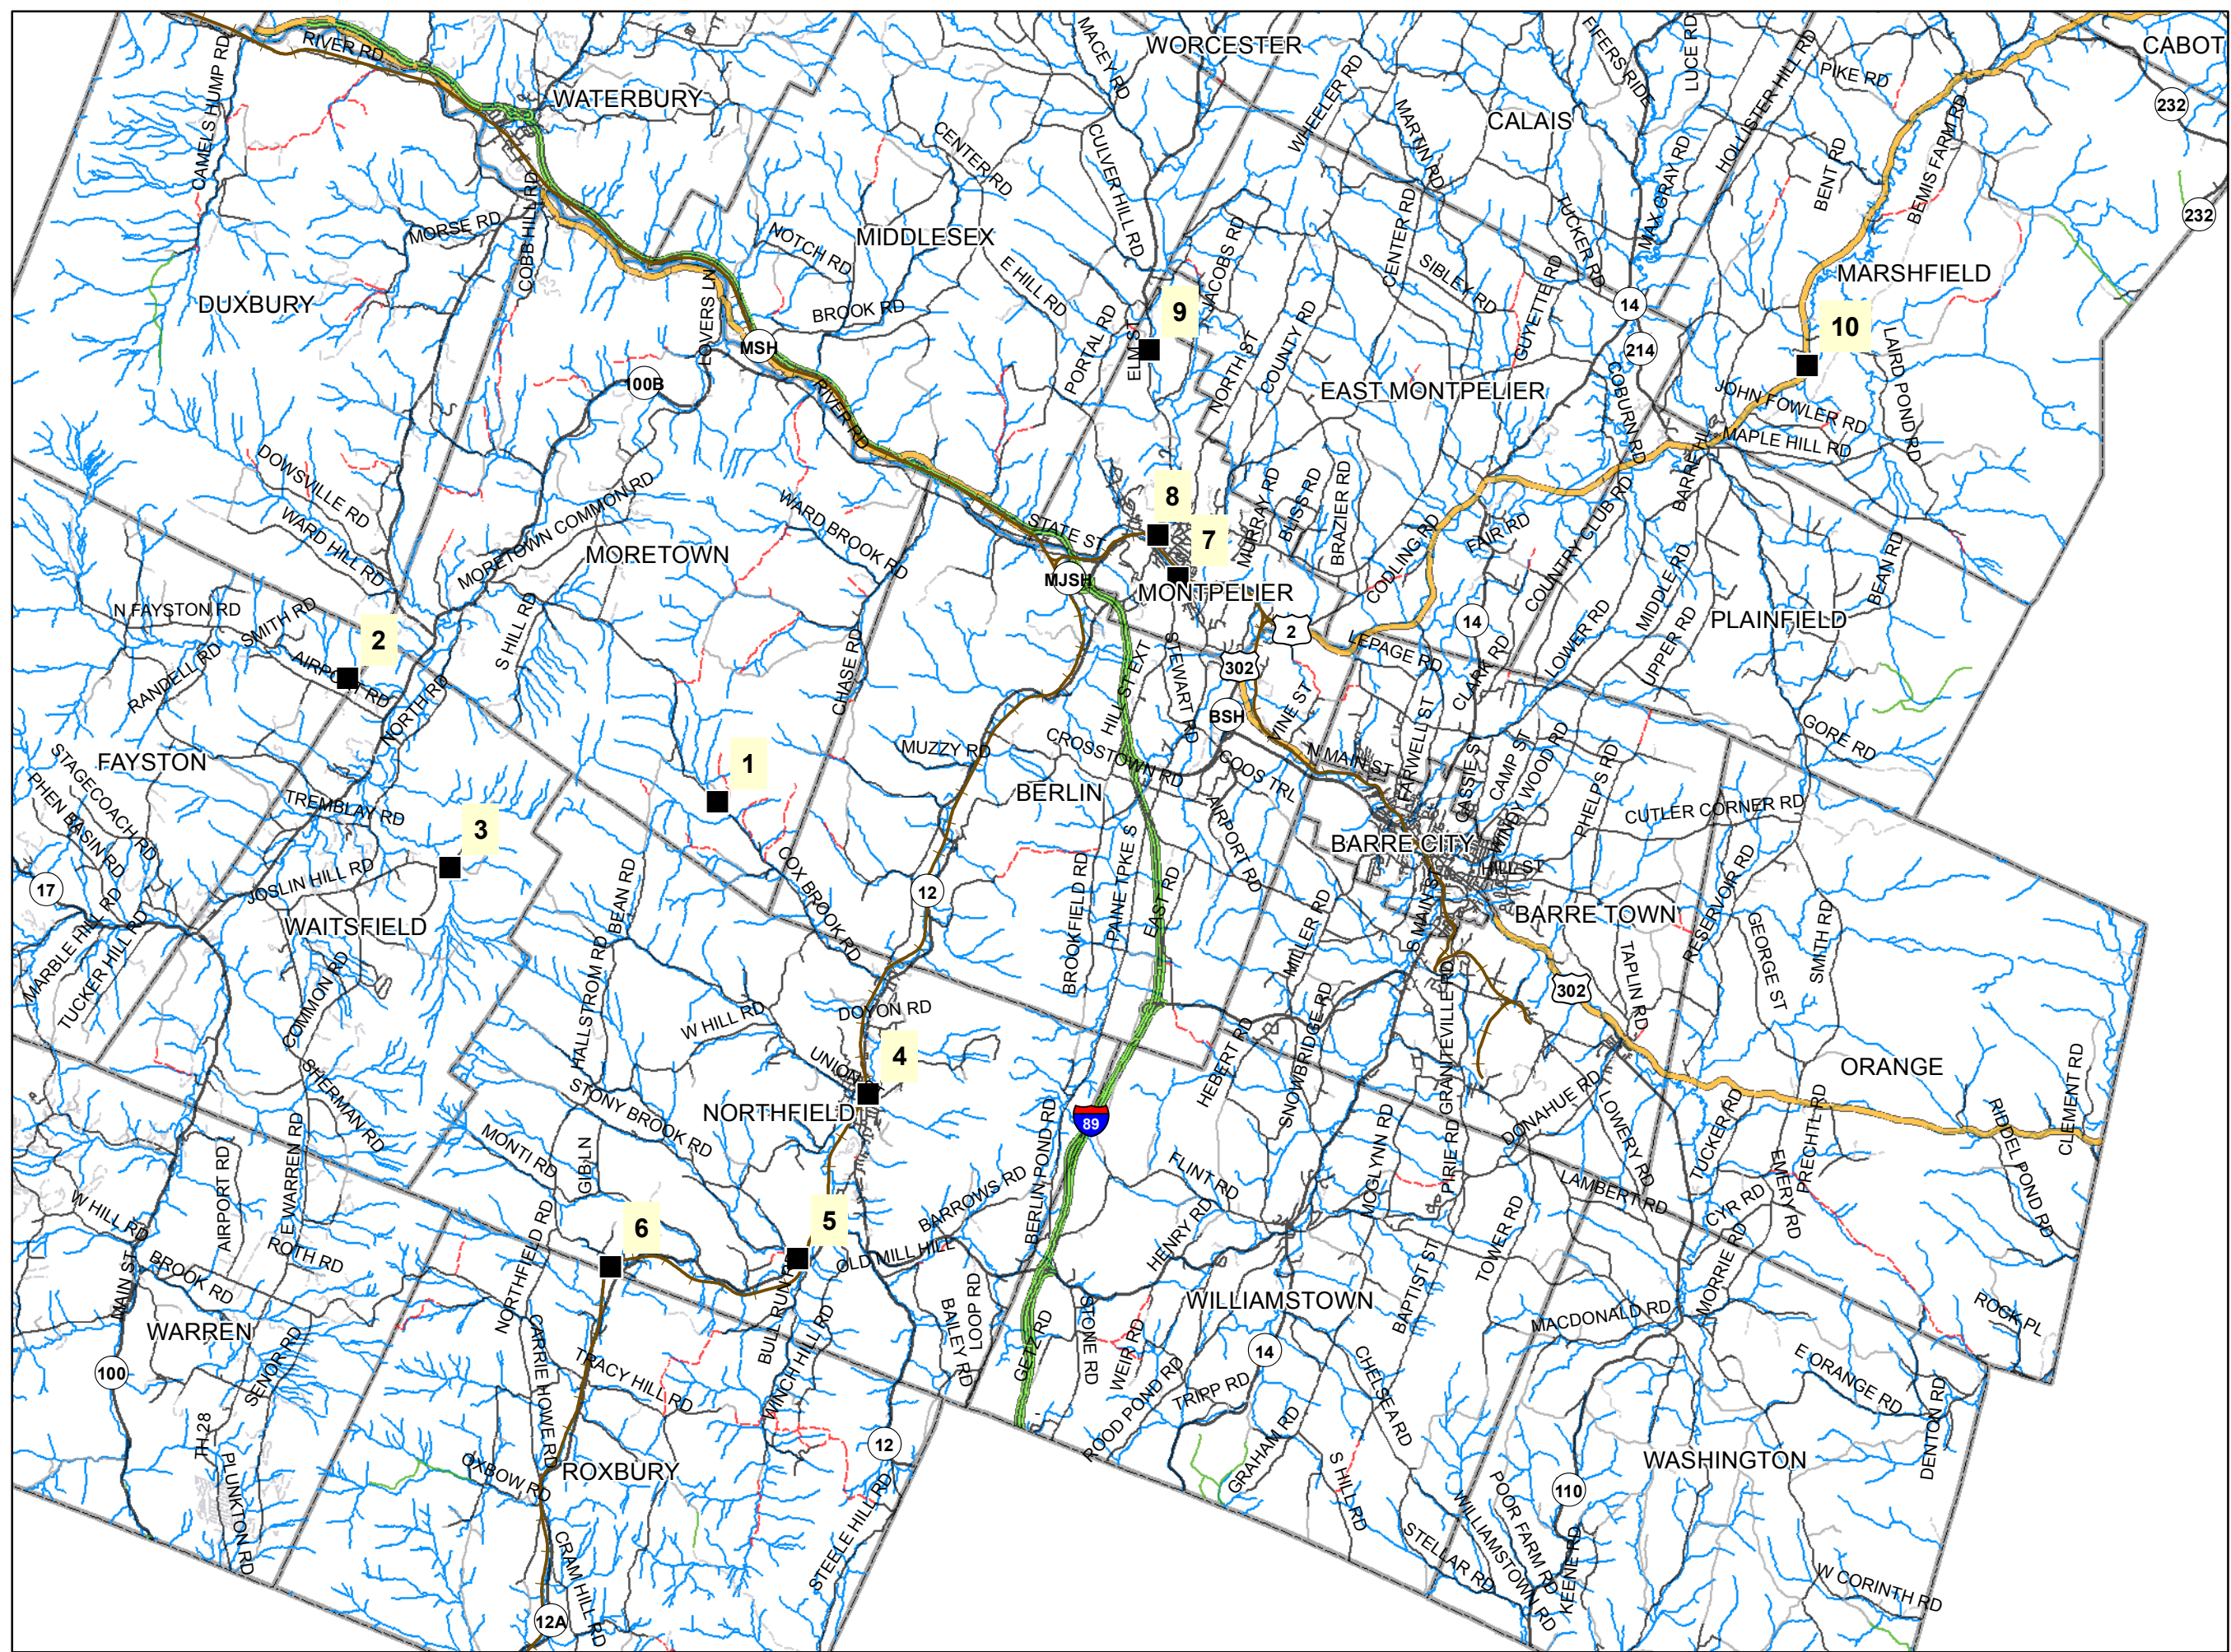 WORCESTER
CABOT
MACEY RD
FIFERS RIDE
LUCE RD
RIVER RD
CAMELS HUMP RD
HOLLISTER HILL RD
PIKE RD
WHEELER RD
WATERBURY
232
CALAIS
MARTIN RD
CENTER RD
CULVER HILL RD
BEMIS FARM RD
BENT RD
MAX GRAY RD
232
MORSE RD
COBB HILL RD
NOTCH RD
MIDDLESEX
JACOBS RD
CENTER RD
TUCKER RD
SIBLEY RD
MARSHFIELD
E HILL RD
DUXBURY
BROOK RD
LOVERS LN
9
GUYETTE RD
14
10
PORTAL RD
ELM ST
MSH
COUNTY RD
NORTH ST
214
LAIRD POND RD
100B
EAST MONTPELIER
COBURN RD
JOHN FOWLER RD
RIVER RD
MAPLE HILL RD
BARRE HILL
DOWSVILLE RD
MORETOWN COMMON RD
WARD BROOK RD
8
MURRAY RD
BLISS RD
BRAZIER RD
COUNTRY CLUB RD
WARD HILL RD
STATE ST
7
CODLING RD
FAIR RD
MORETOWN
BEAN RD
MJSH
MONTPELIER
MIDDLE RD
N FAYSTON RD
SMITH RD
2
S HILL RD
CHASE RD
2
14
LOWER RD
PLAINFIELD
UPPER RD
RANDELL RD
AIRPORT RD
STEWART RD
302
LEPAGE RD
CLARK RD
NORTH RD
HILL ST EXT
BSH
VINE ST
GORE RD
FAYSTON
STAGECOACH RD
PHEN BASIN RD
1
MUZZY RD
CROSSTOWN RD
COOS TRL
N MAIN ST
FARWELL ST
CASSIE S
CAMP ST
WINDY WOOD RD
PHELPS RD
BERLIN
TREMBLAY RD
3
AIRPORT RD
CUTLER CORNER RD
BARRE CITY
17
JOSLIN HILL RD
COX BROOK RD
BEAN RD
12
BROOKFIELD RD
PAINE TPKE S
EAST RD
HILL ST
RESERVOIR RD
MARBLE HILL RD
TUCKER HILL RD
WAITSFIELD
MILLER RD
S MAIN S
BARRE TOWN
GEORGE ST
SMITH RD
TAPLIN RD
COMMON RD
HALLSTROM RD
W HILL RD
DOYON RD
302
SNOWBRIDGE RD
HEBERT RD
GRANITEVILLE RD
4
UNION
SHERMAN RD
STONY BROOK RD
ORANGE
CLEMENT RD
NORTHFIELD
89
DONAHUE RD
LOWERY RD
TUCKER RD
PRECHTL RD
RIDDEL POND RD
MONTI RD
GIB LN
E WARREN RD
AIRPORT RD
BERLIN POND RD
FLINT RD
MCGLYNN RD
PIRIE RD
LAMBERT RD
EMERY RD
BARROWS RD
W HILL RD
6
5
HENRY RD
TOWER RD
CYR RD
ROTH RD
NORTHFIELD RD
OLD MILL HILL
BROOK RD
MAIN ST
BAPTIST ST
MORRIE RD
WARREN
CARRIE HOWE RD
BULL RUN
WINCH HILL RD
LOOP RD
BAILEY RD
GETZ RD
STONE RD
WEIR RD
WILLIAMSTOWN
MACDONALD RD
ROCK PL
SENOR RD
14
100
TRACY HILL RD
ROOD POND RD
TRIPP RD
CHELSEA RD
E ORANGE RD
DENTON RD
TH 28
PLUNKTON RD
OXBOW RD
ROXBURY
12
GRAHAM RD
S HILL RD
WASHINGTON
110
STEELE HILL RD
CRAM HILL RD
STELLAR RD
WILLIAMSTOWN RD
POOR FARM RD
KEENE RD
W CORINTH RD
12A